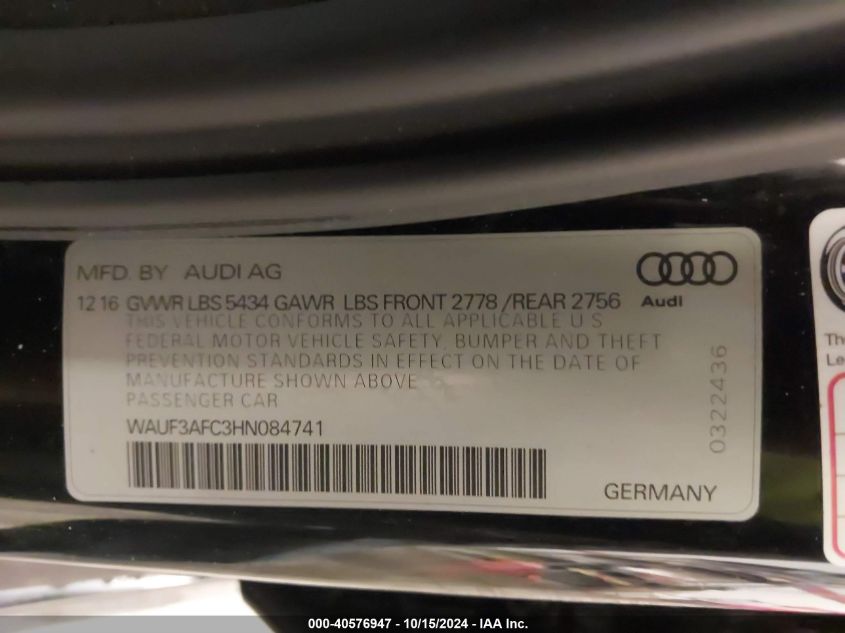 MFD. BY AUDI AG
12 16 GVWR LBS 5434 GAWR LBS FRONT 2778 /REAR 2756
Audi
THIS VEHICLE CONFORMS TO ALL APPLICABLE U S
FEDERAL MOTOR VEHICLE SAFETY, BUMPER AND THEFT
PREVENTION STANDARDS IN EFFECT ON THE DATE OF
MANUFACTURE SHOWN ABOVE
PASSENGER CAR
WAUF3AFC3HN084741
GERMANY
0322436
Th
Le
000-40576947 - 10/15/2024 - IAA Inc.